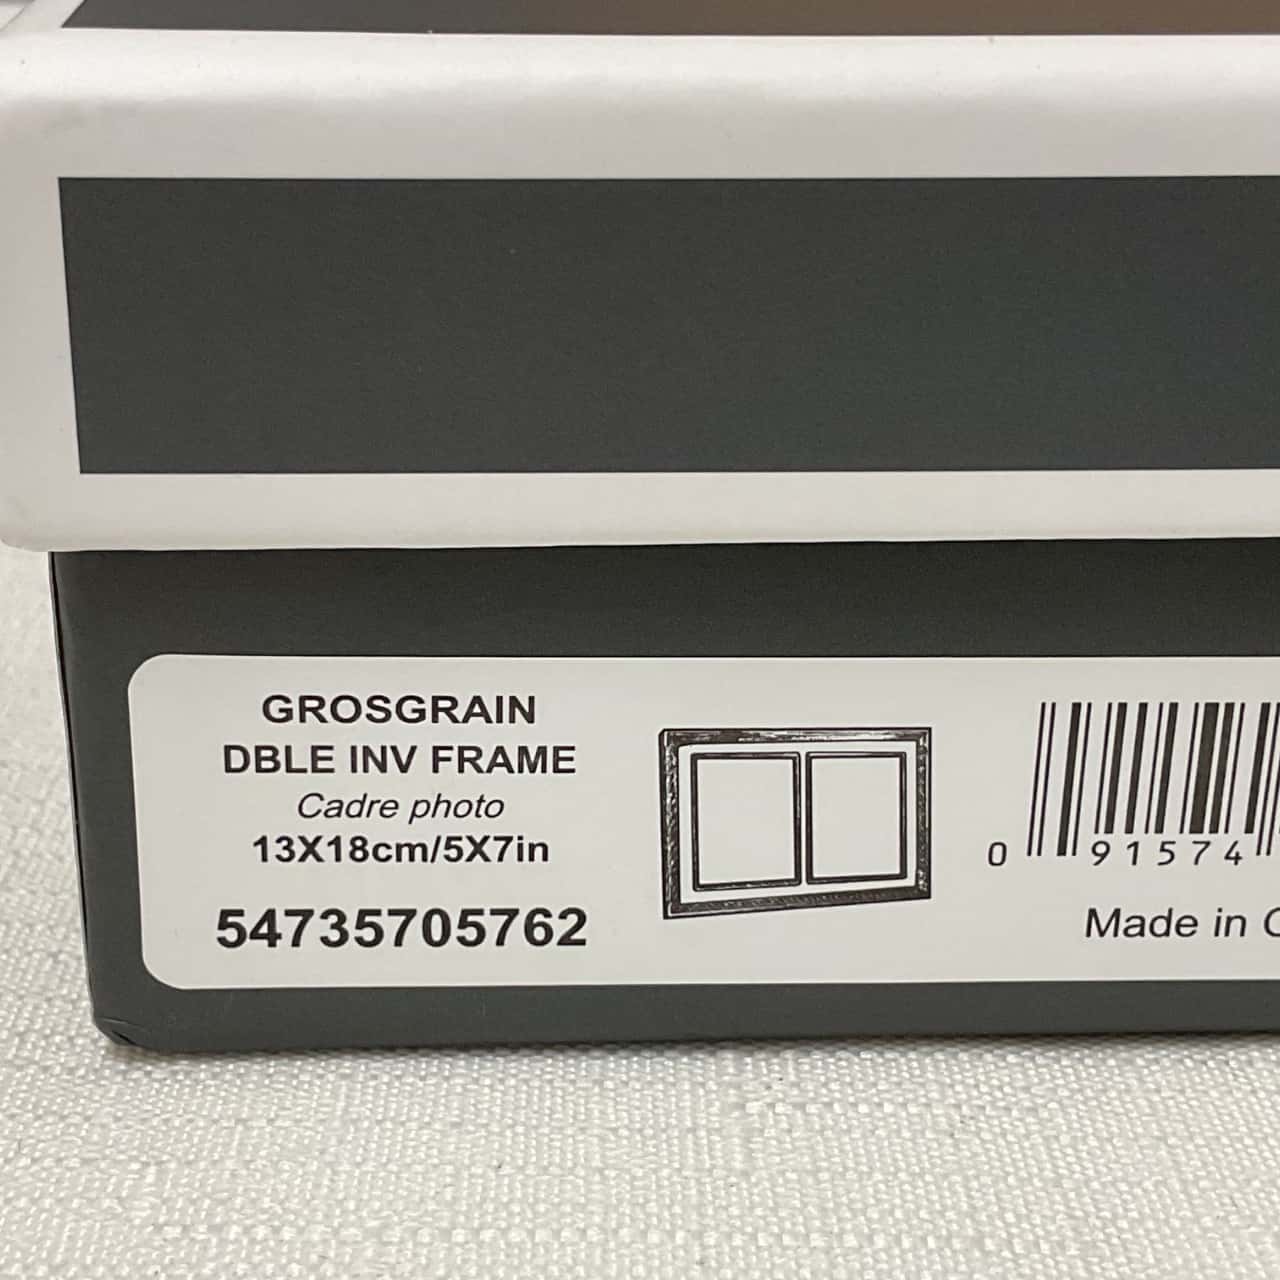 GROSGRAIN
DBLE INV FRAME
Cadre photo
13X18cm/5X7in
54735705762
0 91574
Made in